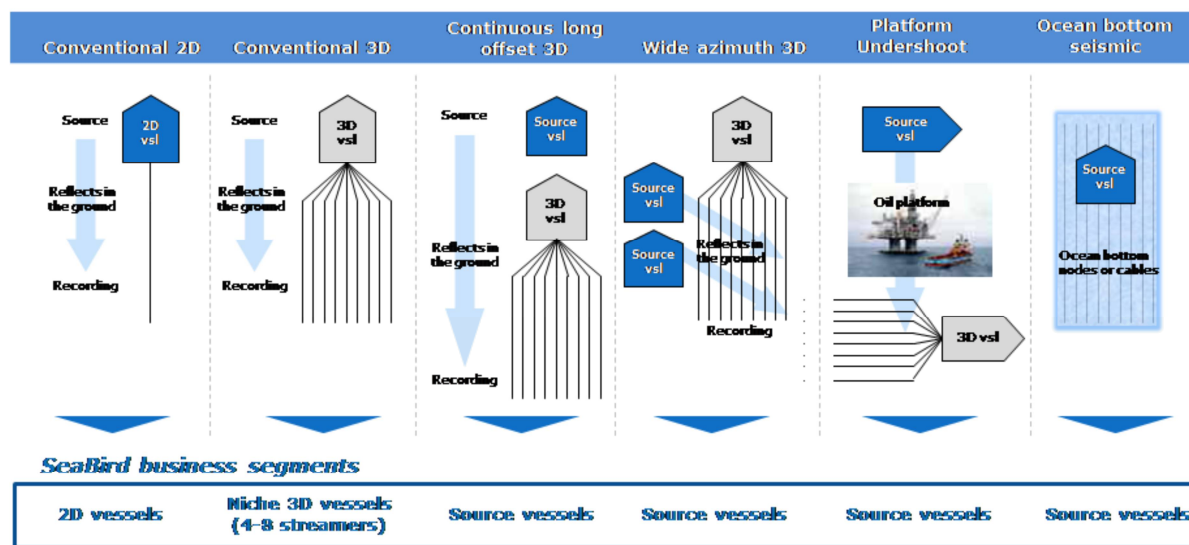 Conventional 2D
Conventional 3D
Continuous long
offset 3D
Wide azimuth 3D
Platform
Undershoot
Ocean bottom
seismic
Source
2D
vsl
Reflects in
the ground
Recording
Source
3D
vsl
Reflects in
the ground
Recording
Source
Source
vsl
3D
vsl
Reflects in
the ground
Recording
3D
vsl
Source
vsl
Source
vsl
Reflects in
the ground
Recording
Source
vsl
Oil platform
3D vsl
Source
vsl
Ocean bottom
nodes or cables
SeaBird business segments
2D vessels
Niche 3D vessels
(4-8 streamers)
Source vessels
Source vessels
Source vessels
Source vessels